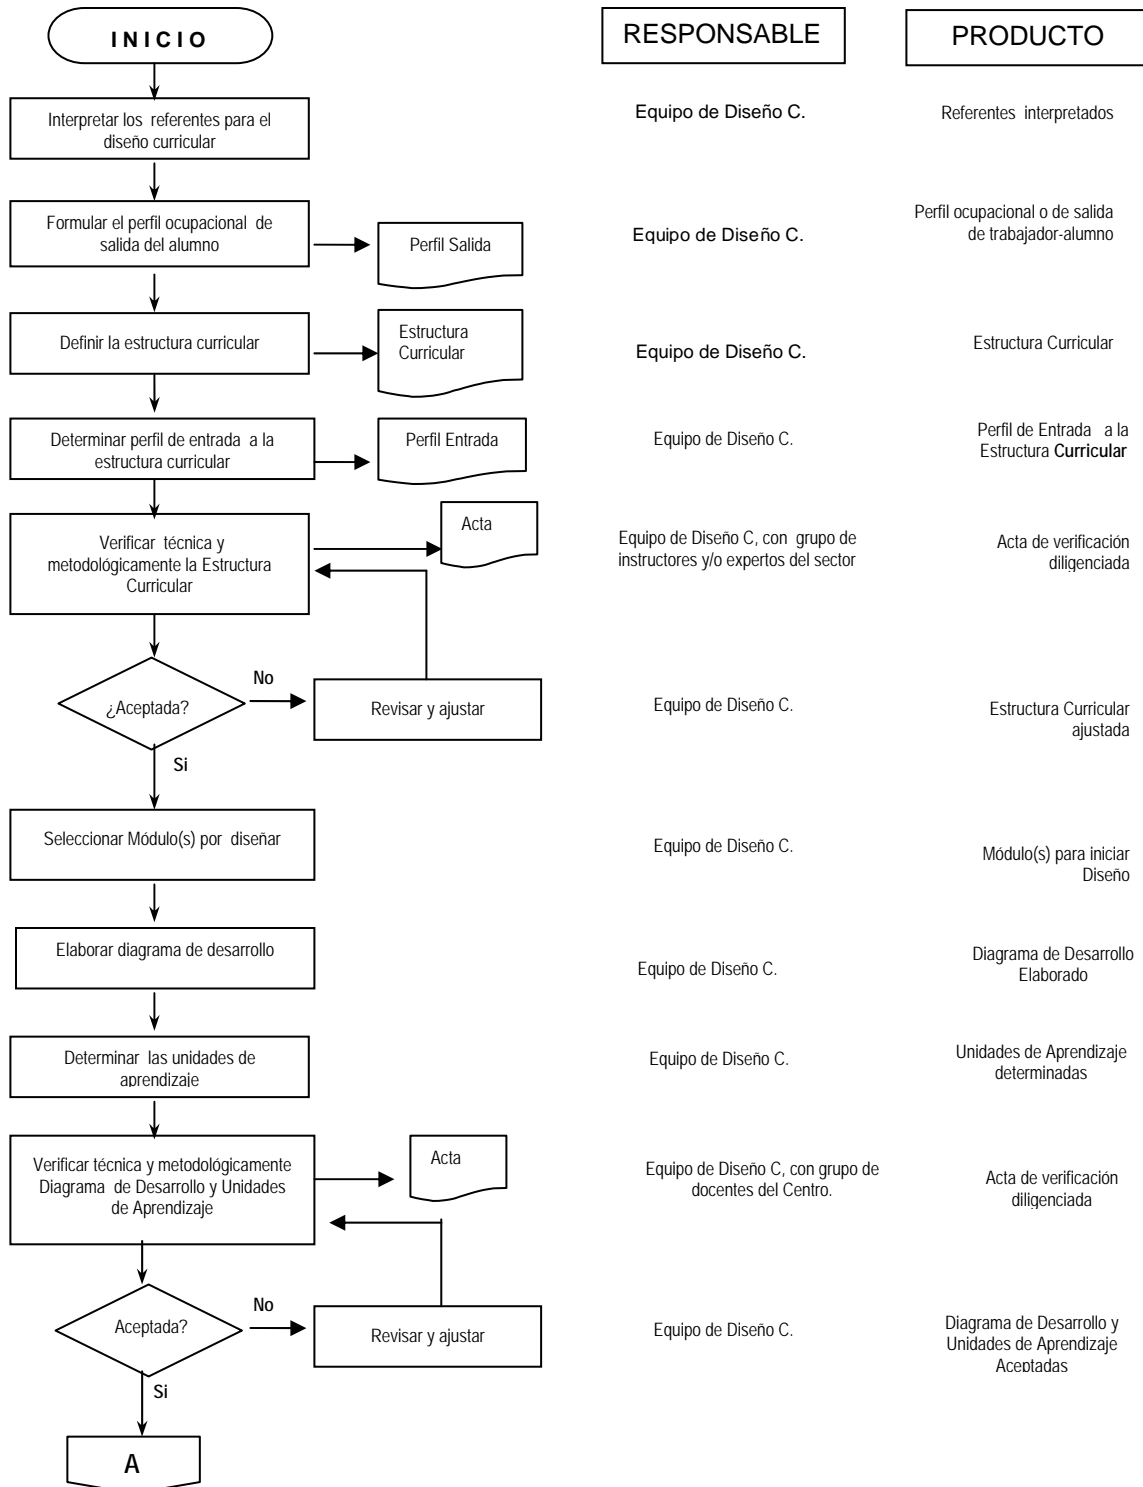 INICIO
RESPONSABLE
PRODUCTO
Interpretar los referentes para el
diseño curricular
Equipo de Diseño C.
Referentes interpretados
Formular el perfil ocupacional de
salida del alumno
Perfil Salida
Equipo de Diseño C.
Perfil ocupacional o de salida
de trabajador-alumno
Definir la estructura curricular
Estructura
Curricular
Equipo de Diseño C.
Estructura Curricular
Determinar perfil de entrada a la
estructura curricular
Perfil Entrada
Equipo de Diseño C.
Perfil de Entrada a la
Estructura Curricular
Verificar técnica y
metodológicamente la Estructura
Curricular
Acta
Equipo de Diseño C, con grupo de
instructores y/o expertos del sector
Acta de verificación
diligenciada
¿Aceptada?
No
Revisar y ajustar
Equipo de Diseño C.
Estructura Curricular
ajustada
Si
Seleccionar Módulo(s) por diseñar
Equipo de Diseño C.
Módulo(s) para iniciar
Diseño
Elaborar diagrama de desarrollo
Equipo de Diseño C.
Diagrama de Desarrollo
Elaborado
Determinar las unidades de
aprendizaje
Equipo de Diseño C.
Unidades de Aprendizaje
determinadas
Verificar técnica y metodológicamente
Diagrama de Desarrollo y Unidades
de Aprendizaje
Acta
Equipo de Diseño C, con grupo de
docentes del Centro.
Acta de verificación
diligenciada
Aceptada?
No
Revisar y ajustar
Equipo de Diseño C.
Diagrama de Desarrollo y
Unidades de Aprendizaje
Aceptadas
Si
A